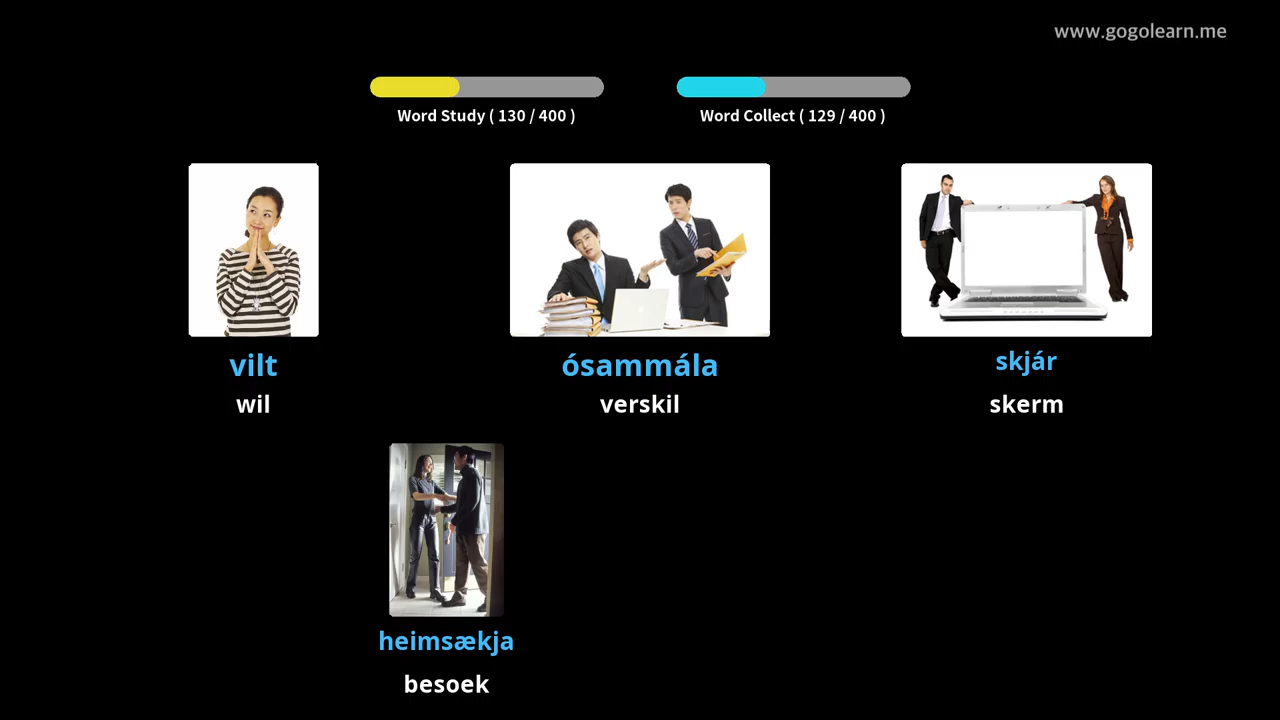 www.gogolearn.me
Word Study ( 130 / 400 )
Word Collect ( 129 / 400 )
vilt
wil
ósammála
verskil
skjár
skerm
heimsækja
besoek